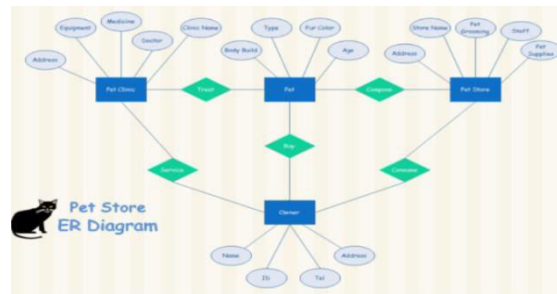 Medicine
Equipment
Clinic Name
Doctor
Address
Type
Fur Color
Body Build
Age
Store Name
Pet
Grooming
Staff
Address
Pet
Supplies
Pet Clinic
Treat
Pet
Compose
Pet Store
Service
Buy
Consume
Pet Store
ER Diagram
Owner
Name
ID
Tel
Address